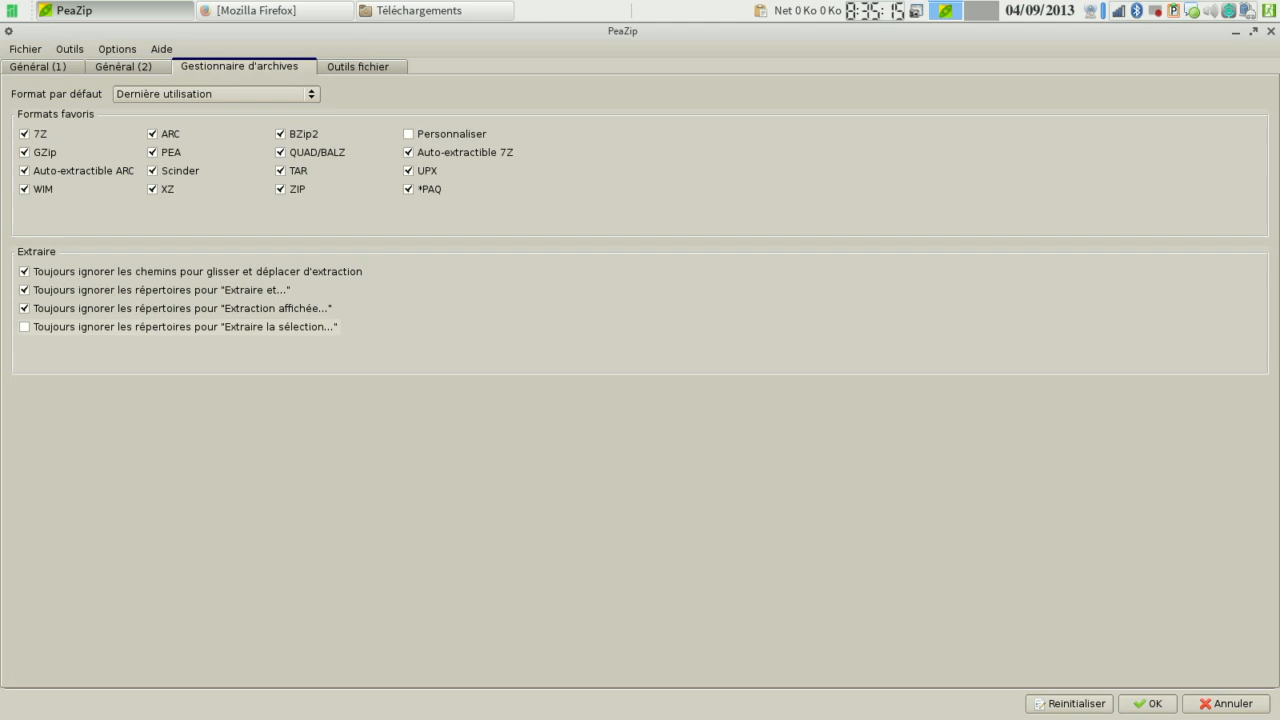 PeaZip [Mozilla Firefox] Téléchargements Net 0 Ko 0 Ko 8:35:15 04/09/2013
PeaZip
Fichier Outils Options Aide
Général (1) Général (2) Gestionnaire d'archives Outils fichier
Format par défaut Dernière utilisation
Formats favoris
7Z ARC BZip2 Personnaliser
GZip PEA QUAD/BALZ Auto-extractible 7Z
Auto-extractible ARC Scinder TAR UPX
WIM XZ ZIP *PAQ
Extraire
Toujours ignorer les chemins pour glisser et déplacer d'extraction
Toujours ignorer les répertoires pour "Extraire et..."
Toujours ignorer les répertoires pour "Extraction affichée..."
Toujours ignorer les répertoires pour "Extraire la sélection..."
Reinitialiser OK Annuler